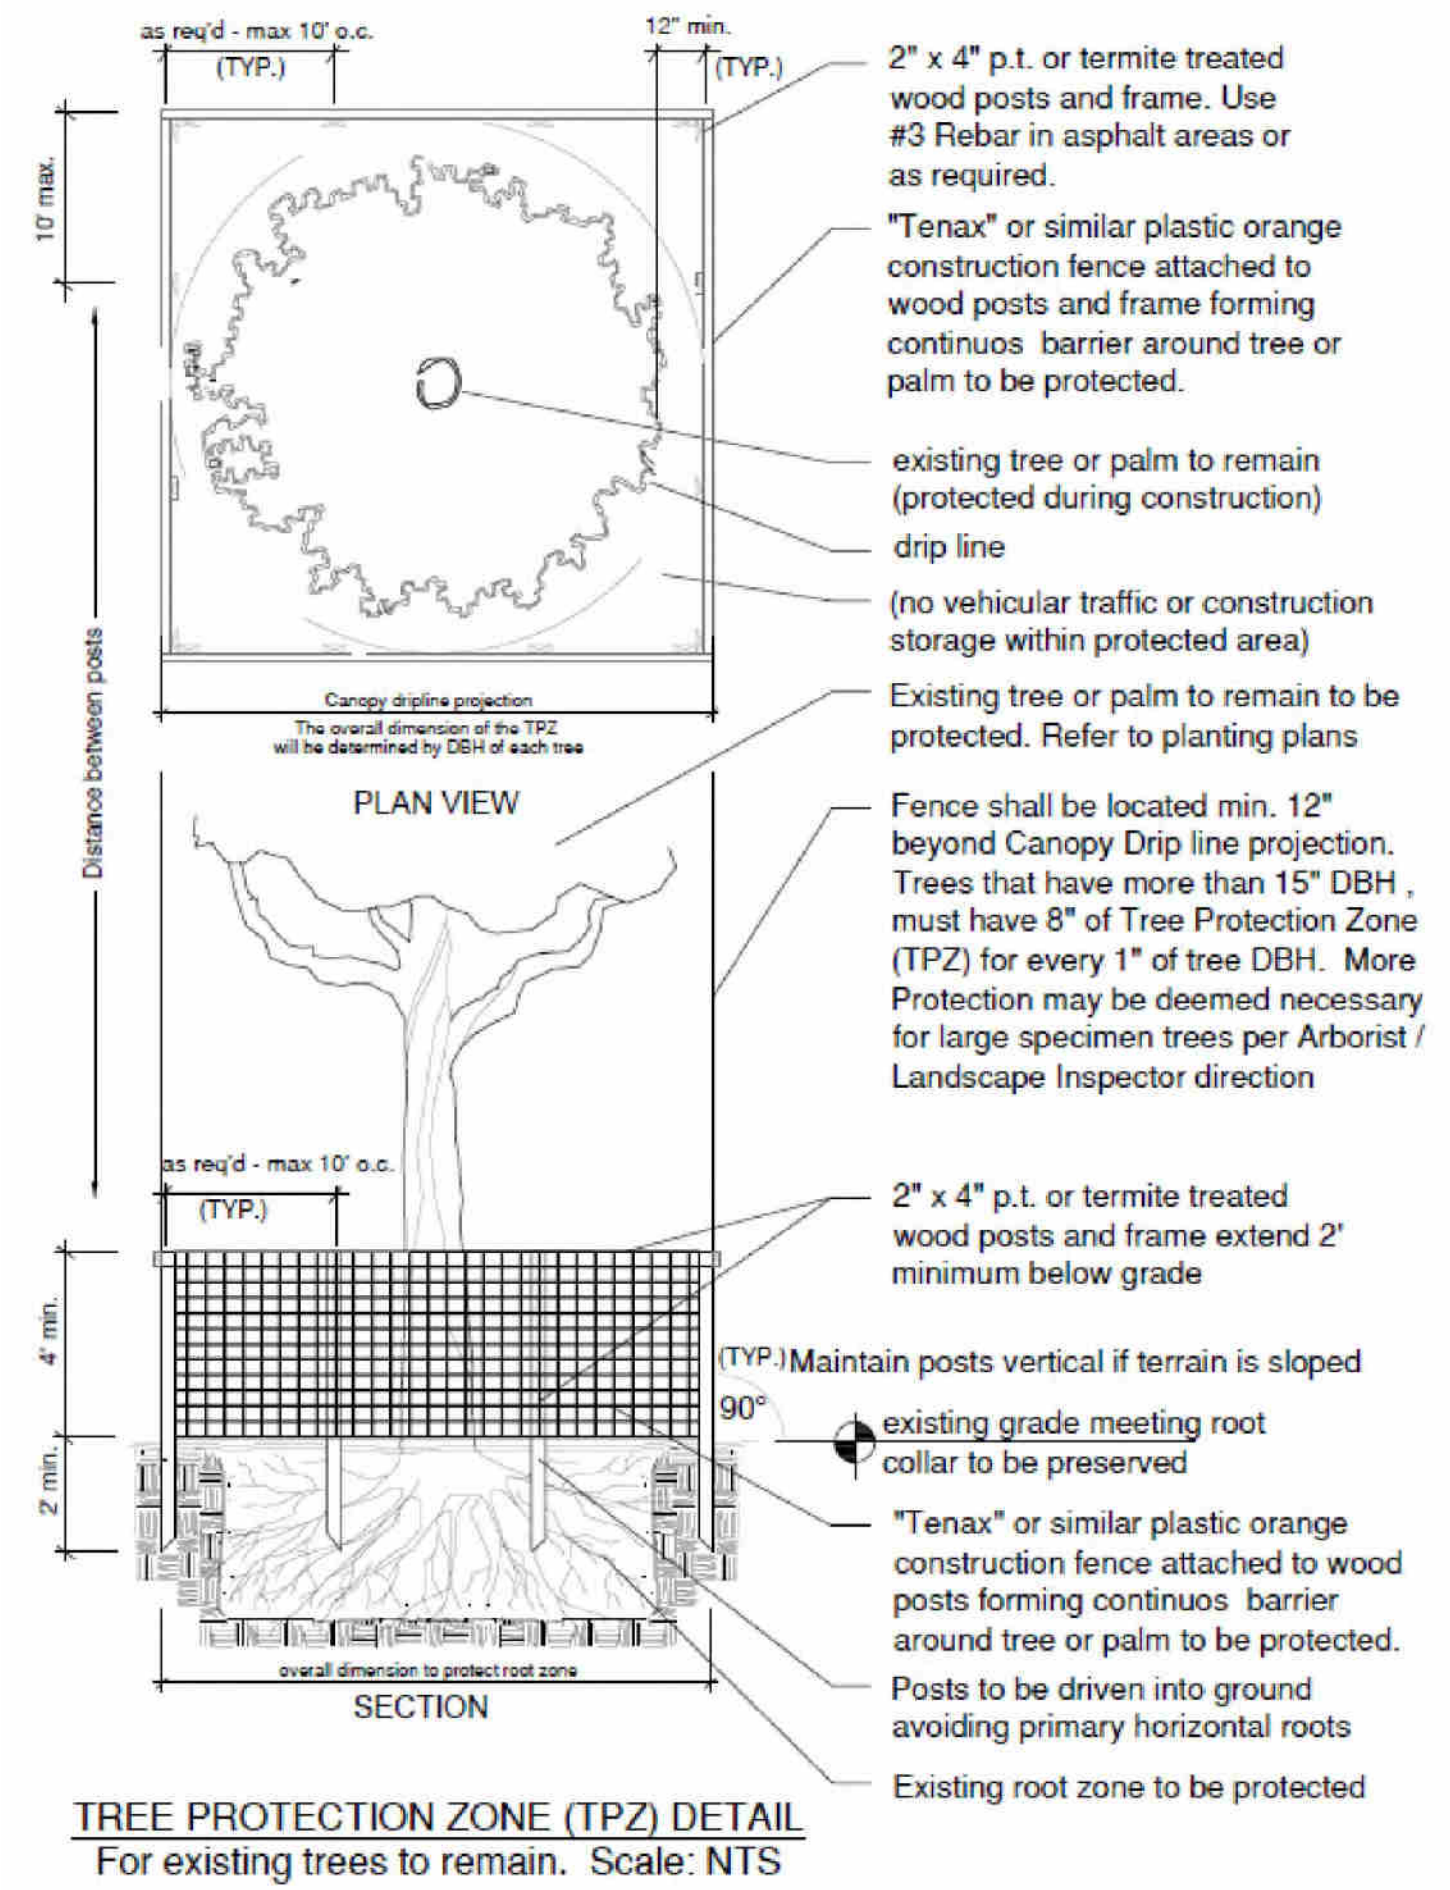 as req'd - max 10' o.c.
(TYP.)
12" min.
(TYP.)
10' max.
Distance between posts
2" x 4" p.t. or termite treated
wood posts and frame. Use
#3 Rebar in asphalt areas or
as required.
"Tenax" or similar plastic orange
construction fence attached to
wood posts and frame forming
continuos barrier around tree or
palm to be protected.
existing tree or palm to remain
(protected during construction)
drip line
(no vehicular traffic or construction
storage within protected area)
Canopy dripline projection
The overall dimension of the TPZ
will be determined by DBH of each tree
PLAN VIEW
Existing tree or palm to remain to be
protected. Refer to planting plans
Fence shall be located min. 12"
beyond Canopy Drip line projection.
Trees that have more than 15" DBH ,
must have 8" of Tree Protection Zone
(TPZ) for every 1" of tree DBH. More
Protection may be deemed necessary
for large specimen trees per Arborist /
Landscape Inspector direction
as req'd - max 10' o.c.
(TYP.)
4' min.
2' min.
2" x 4" p.t. or termite treated
wood posts and frame extend 2'
minimum below grade
(TYP.) Maintain posts vertical if terrain is sloped
90°
existing grade meeting root
collar to be preserved
"Tenax" or similar plastic orange
construction fence attached to wood
posts forming continuos barrier
around tree or palm to be protected.
Posts to be driven into ground
avoiding primary horizontal roots
Existing root zone to be protected
overall dimension to protect root zone
SECTION
TREE PROTECTION ZONE (TPZ) DETAIL
For existing trees to remain. Scale: NTS